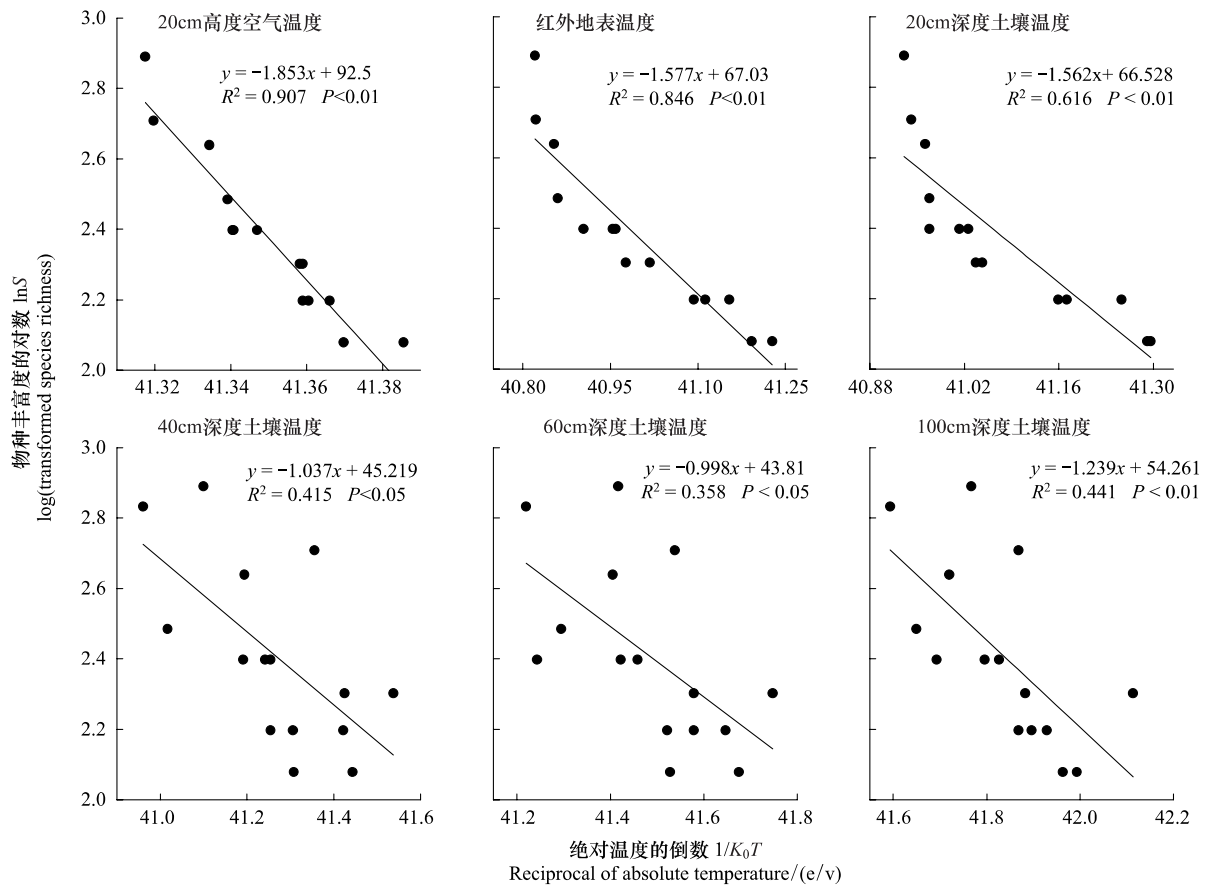 20cm高度空气温度
y = −1.853x + 92.5
R² = 0.907 P<0.01
红外地表温度
y = −1.577x + 67.03
R² = 0.846 P<0.01
20cm深度土壤温度
y = −1.562x+ 66.528
R² = 0.616 P < 0.01
3.0
2.8
2.6
2.4
2.2
2.0
41.32 41.34 41.36 41.38
40.80 40.95 41.10 41.25
40.88 41.02 41.16 41.30
物种丰富度的对数 lnS
log(transformed species richness)
40cm深度土壤温度
y = −1.037x + 45.219
R² = 0.415 P<0.05
60cm深度土壤温度
y = −0.998x + 43.81
R² = 0.358 P < 0.05
100cm深度土壤温度
y = −1.239x + 54.261
R² = 0.441 P < 0.01
3.0
2.8
2.6
2.4
2.2
2.0
41.0 41.2 41.4 41.6
41.2 41.4 41.6 41.8
41.6 41.8 42.0 42.2
绝对温度的倒数 1/K₀T
Reciprocal of absolute temperature/(e/v)